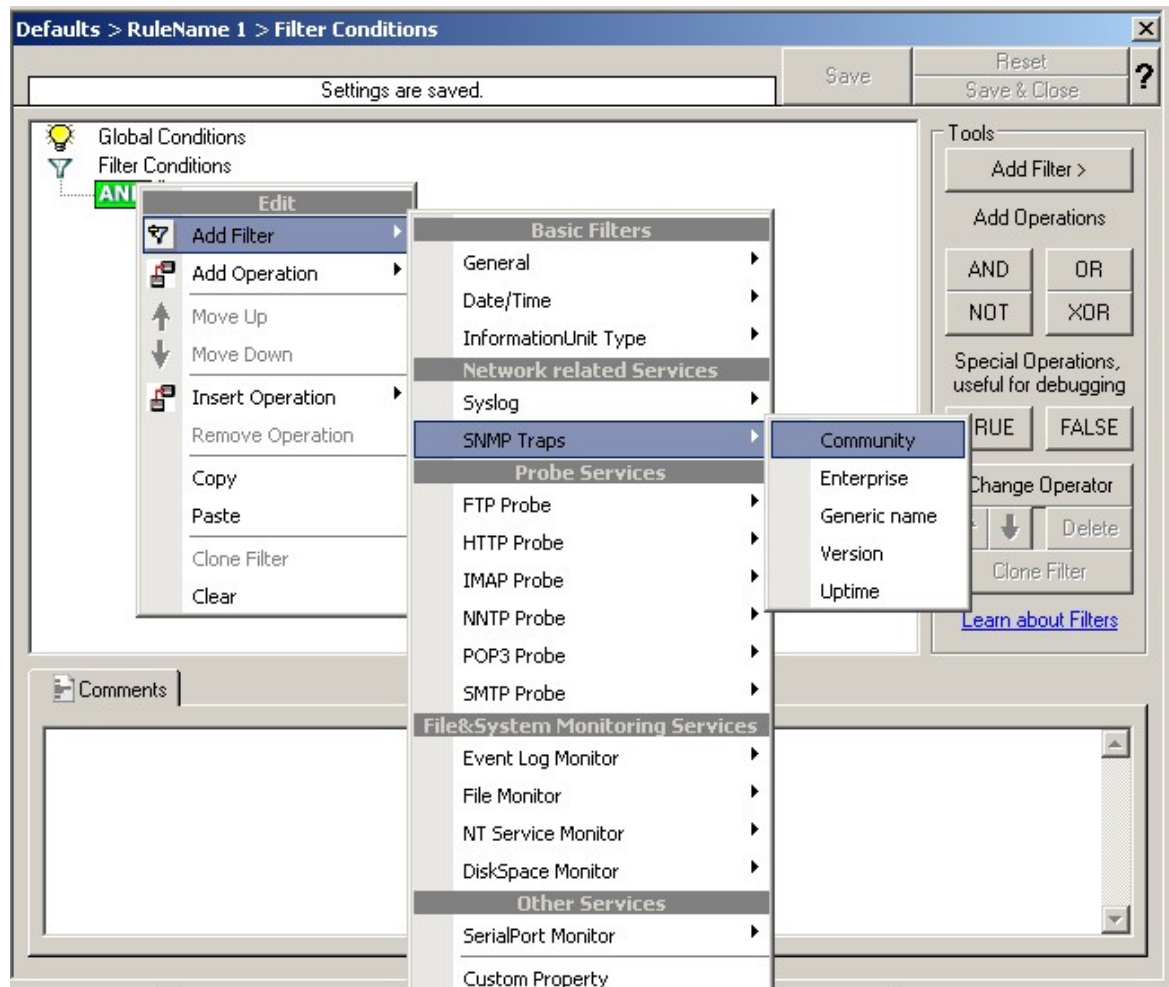 Defaults > RuleName 1 > Filter Conditions
Settings are saved.
Save
Reset
Save & Close
?
Global Conditions
Filter Conditions
AN
Edit
Add Filter
Add Operation
Move Up
Move Down
Insert Operation
Remove Operation
Copy
Paste
Clone Filter
Clear
Basic Filters
General
Date/Time
InformationUnit Type
Network related Services
Syslog
SNMP Traps
Probe Services
FTP Probe
HTTP Probe
IMAP Probe
NNTP Probe
POP3 Probe
SMTP Probe
File&System Monitoring Services
Event Log Monitor
File Monitor
NT Service Monitor
DiskSpace Monitor
Other Services
SerialPort Monitor
Custom Property
Community
Enterprise
Generic name
Version
Uptime
Tools
Add Filter >
Add Operations
AND
OR
NOT
XOR
Special Operations,
useful for debugging
RUE
FALSE
Change Operator
Delete
Clone Filter
Learn about Filters
Comments